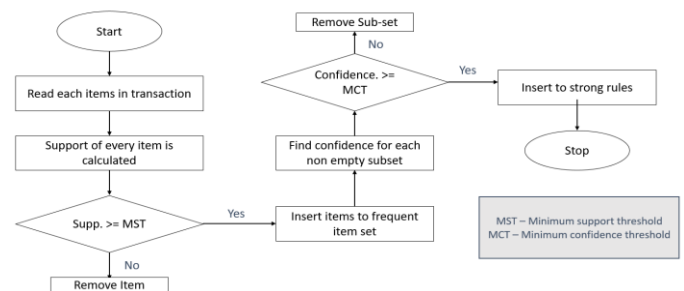 Start
Read each items in transaction
Support of every item is
calculated
Supp. >= MST
Yes
No
Remove Item
Insert items to frequent
item set
Find confidence for each
non empty subset
Confidence. >=
MCT
No
Remove Sub-set
Yes
Insert to strong rules
Stop
MST – Minimum support threshold
MCT – Minimum confidence threshold